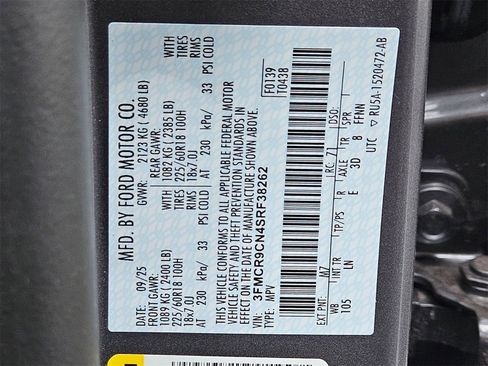 MFD. BY FORD MOTOR CO.
DATE: 09/25 GVWR: 2123 KG ( 4680 LB)
FRONT GAWR: REAR GAWR:
1089 KG ( 2400 LB) 1082 KG ( 2385 LB) WITH
225/60R18 100H 225/60R18 100H TIRES
18x7.0J 18x7.0J RIMS
AT 230 kPa/ 33 PSI COLD AT 230 kPa/ 33 PSI COLD
WITH
TIRES
RIMS
THIS VEHICLE CONFORMS TO ALL APPLICABLE FEDERAL MOTOR
VEHICLE SAFETY AND THEFT PREVENTION STANDARDS IN EFFECT
ON THE DATE OF MANUFACTURE SHOWN ABOVE.
VIN: 3FMCR9CN4SRF38262
TYPE: MPV
F0139
T0438
EXT PNT: M7 RC: 71 DSO:
WB TP/PS R AXLE TR
105 LN E 3D 8 FFNN
UTC RU5A-1520472-AB